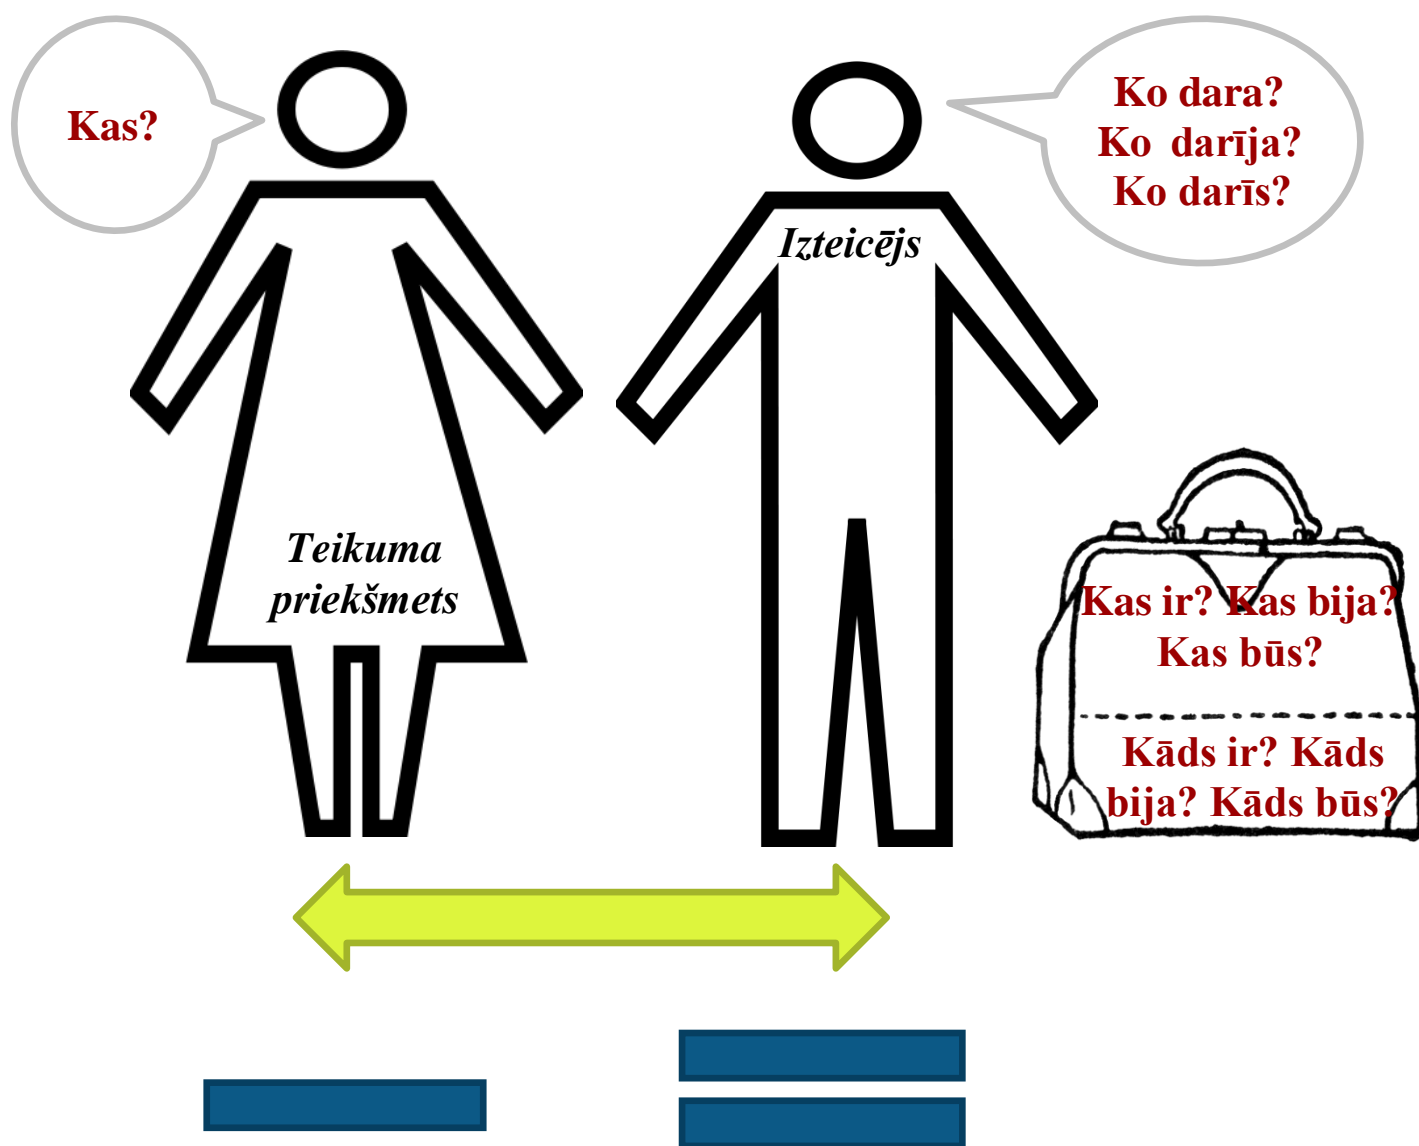 Kas?
Ko dara?
Ko darīja?
Ko darīs?
Izteicējs
Teikuma
priekšmets
Kas ir? Kas bija?
Kas būs?
Kāds ir? Kāds
bija? Kāds būs?